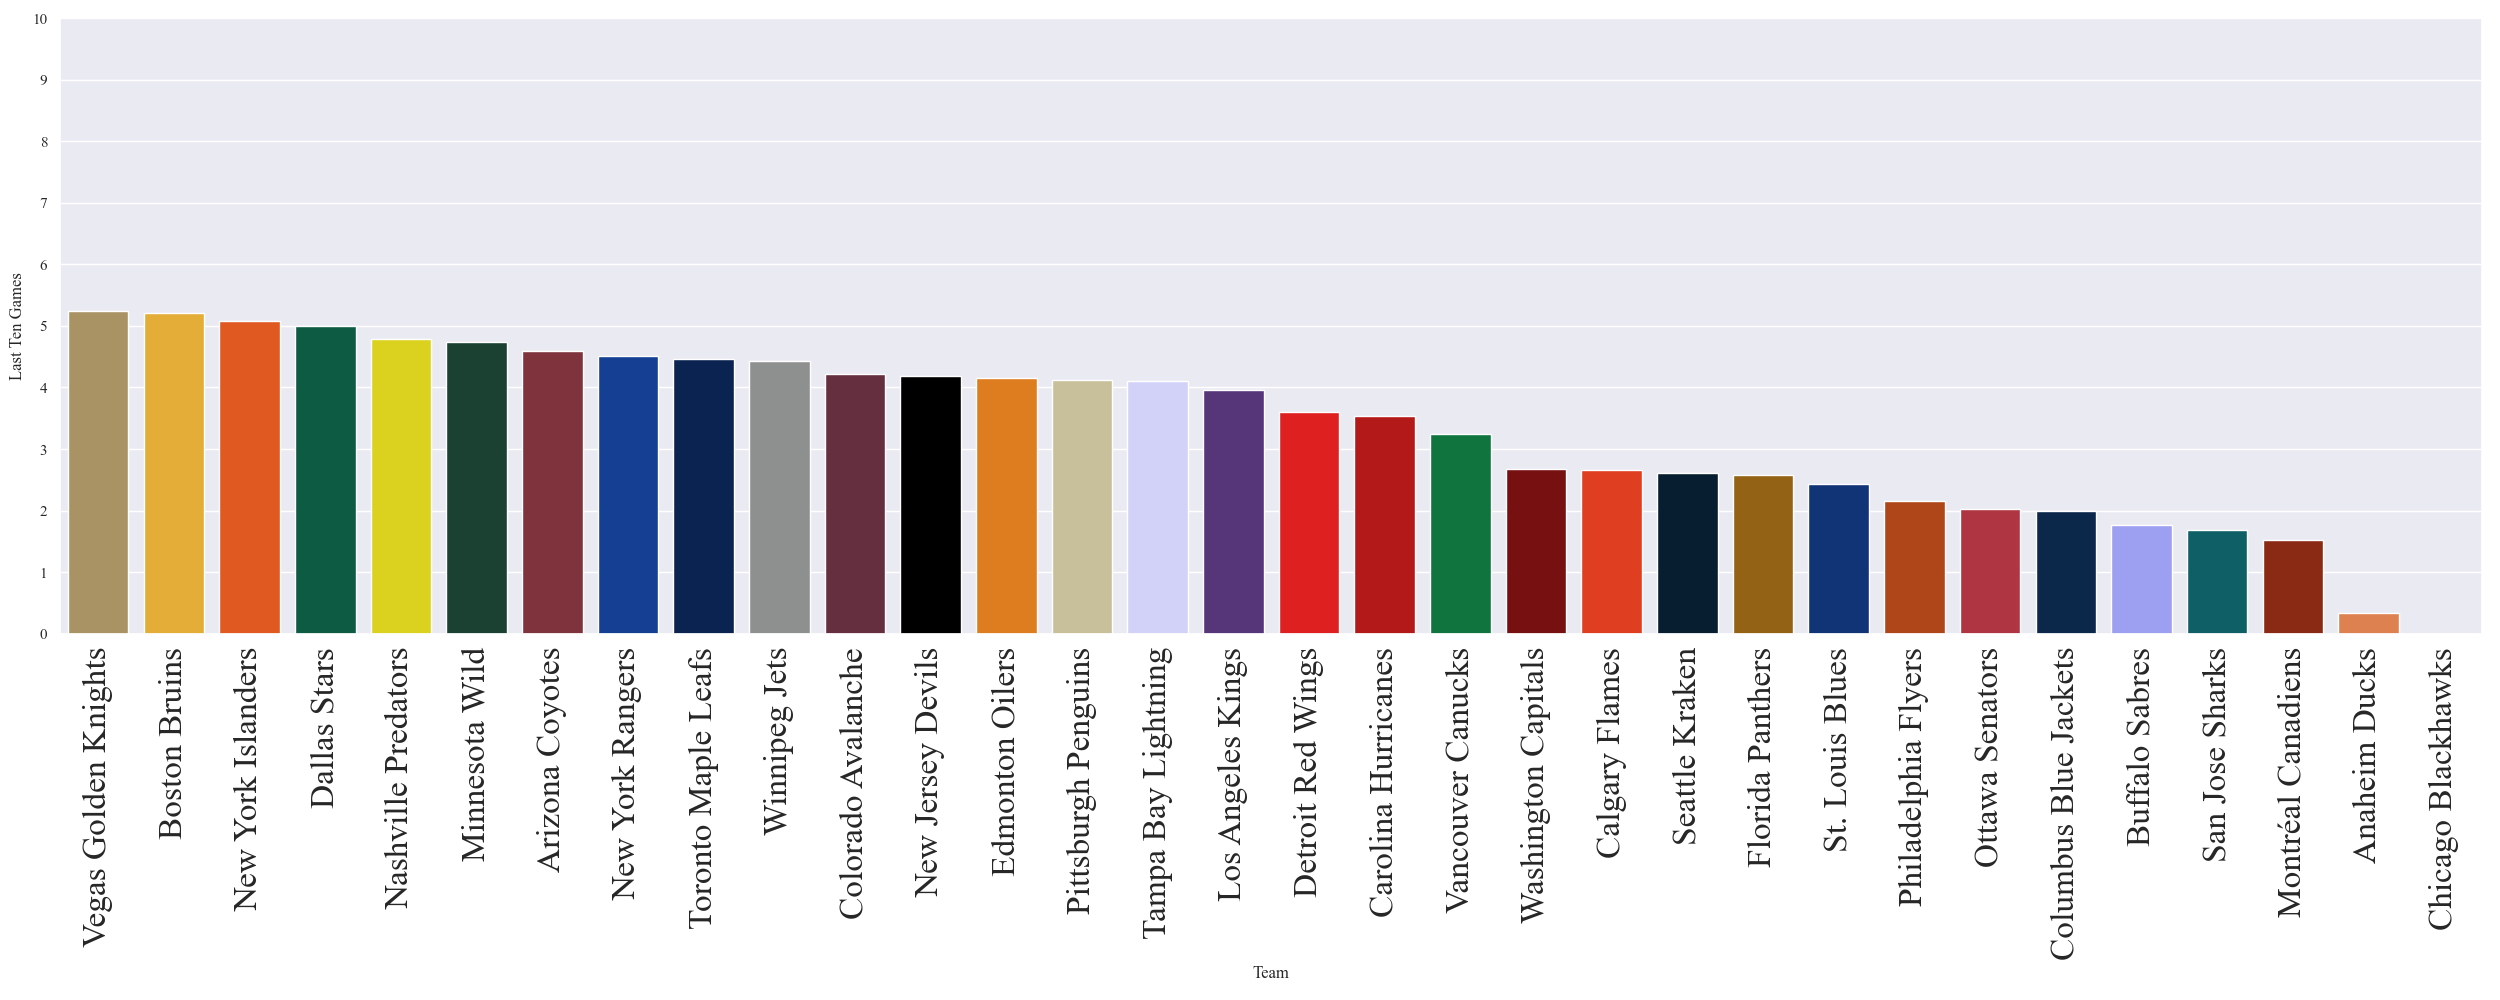 10
9
8
7
6
5
4
3
2
1
0
Last Ten Games
Vegas Golden Knights
Boston Bruins
New York Islanders
Dallas Stars
Nashville Predators
Minnesota Wild
Arizona Coyotes
New York Rangers
Toronto Maple Leafs
Winnipeg Jets
Colorado Avalanche
New Jersey Devils
Edmonton Oilers
Pittsburgh Penguins
Tampa Bay Lightning
Los Angeles Kings
Detroit Red Wings
Carolina Hurricanes
Vancouver Canucks
Washington Capitals
Calgary Flames
Seattle Kraken
Florida Panthers
St. Louis Blues
Philadelphia Flyers
Ottawa Senators
Columbus Blue Jackets
Buffalo Sabres
San Jose Sharks
Montréal Canadiens
Anaheim Ducks
Chicago Blackhawks
Team